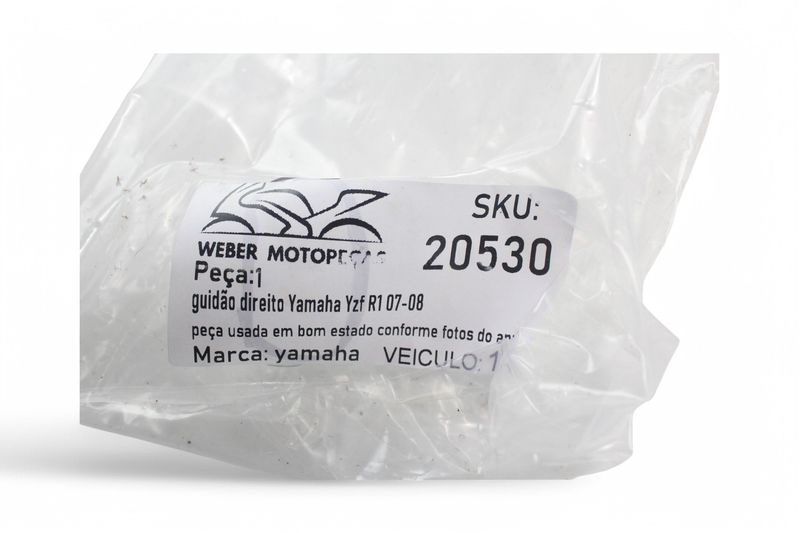 SKU:
20530
WEBER MOTOPEÇAS
Peça:1
guidão direito Yamaha Yzf R1 07-08
peça usada em bom estado conforme fotos do
Marca: yamaha VEICULO: 1